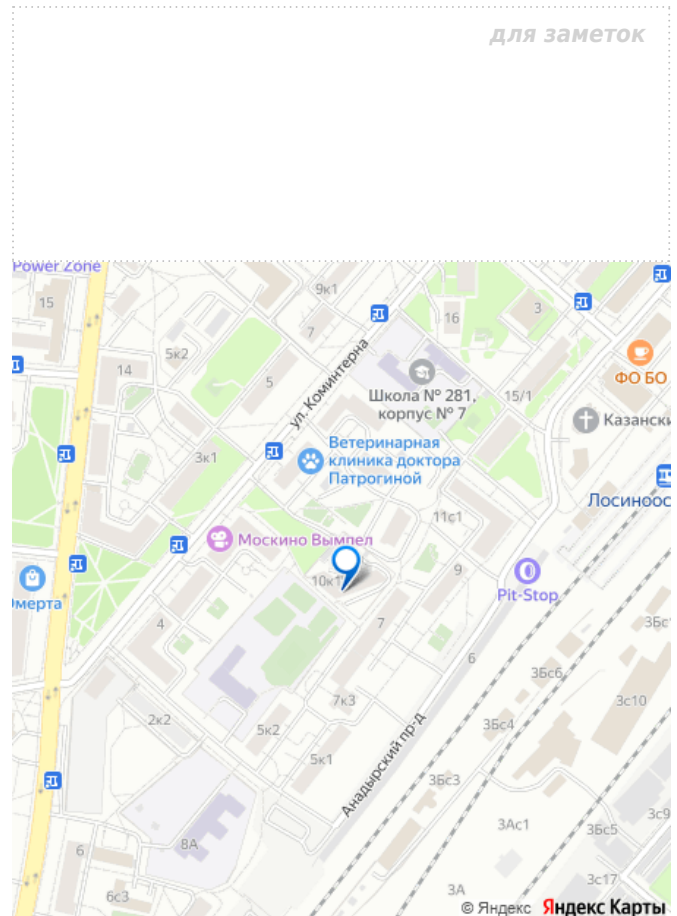 для заметок
Power Zone
15
9к1
7
16
3
5к2
14
5
ул. Коминтерна
ФО БО
Школа № 281,
корпус № 7
15/1
Казански
3к1
Ветеринарная
клиника доктора
Патрогиной
Лосиноос
11с1
Москино Вымпел
10к1
9
Pit-Stop
Омерта
4
7
6
3Бс
3Бс6
7к3
3с10
2к2
5к2
3Бс4
5к1
Анадырский пр-д
3Бс3
3Ас1
3Бс5
3с9
8А
6
3с17
6с3
3А
© Яндекс Яндекс Карты